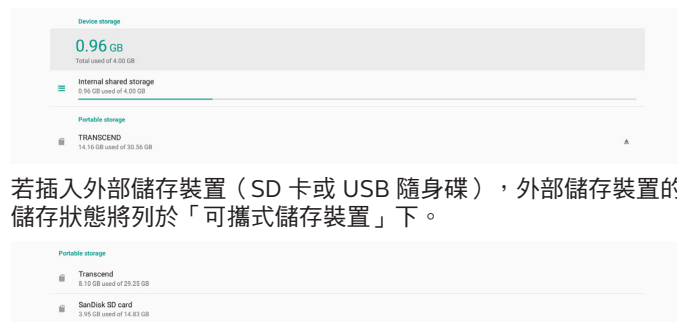 Device storage
0.96 GB
Total used of 4.00 GB
Internal shared storage
0.96 GB used of 4.00 GB
Portable storage
TRANSCEND
14.16 GB used of 30.56 GB
若插入外部儲存裝置(SD 卡或 USB 隨身碟),外部儲存裝置的
儲存狀態將列於「可攜式儲存裝置」下。
Portable storage
Transcend
8.10 GB used of 29.25 GB
SanDisk SD card
3.95 GB used of 14.83 GB